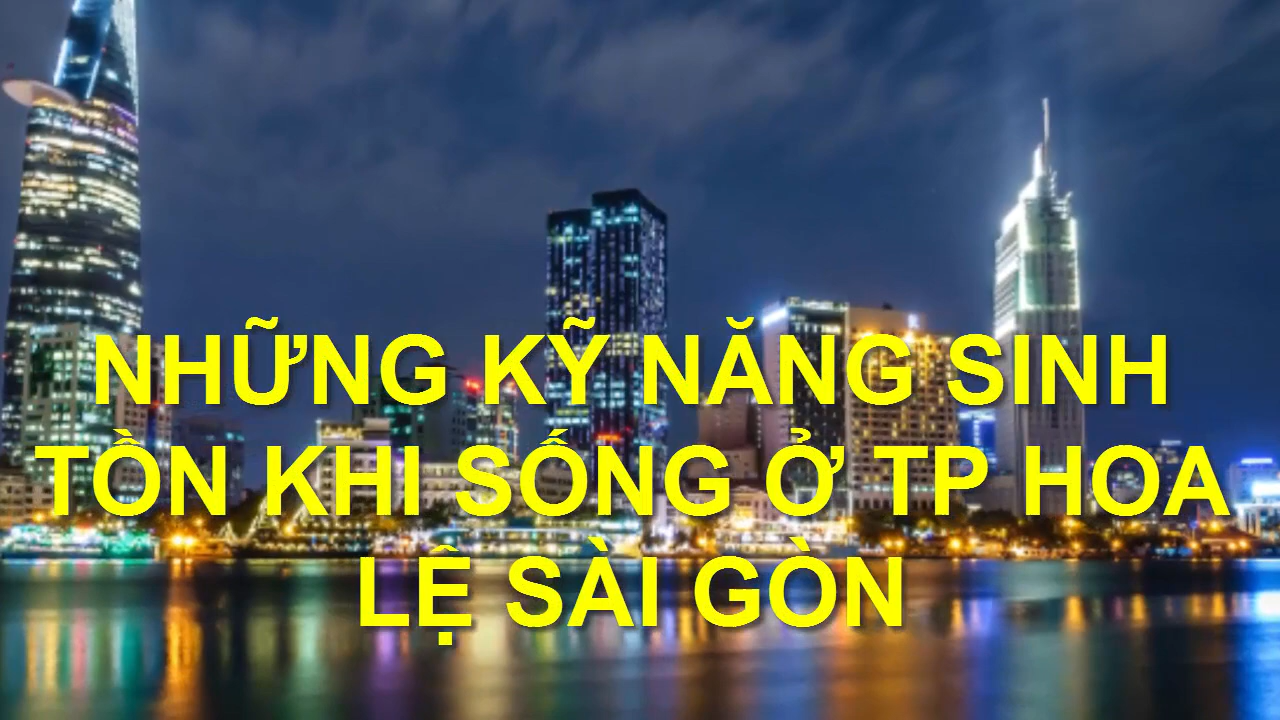 NHỮNG KỸ NĂNG SINH
TỒN KHI SỐNG Ở TP HOA
LỆ SÀI GÒN